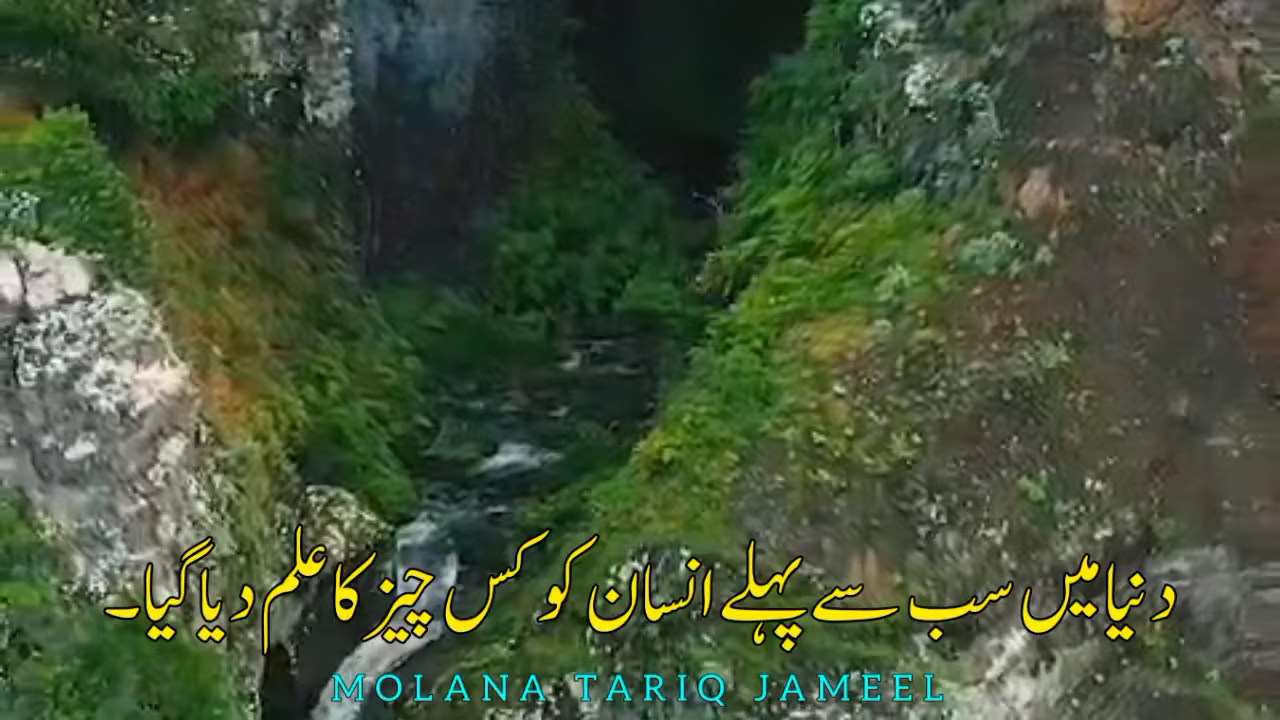 دنیا میں سب سے پہلے انسان کو کس چیز کا علم دیا گیا۔
MOLANA TARIQ JAMEEL